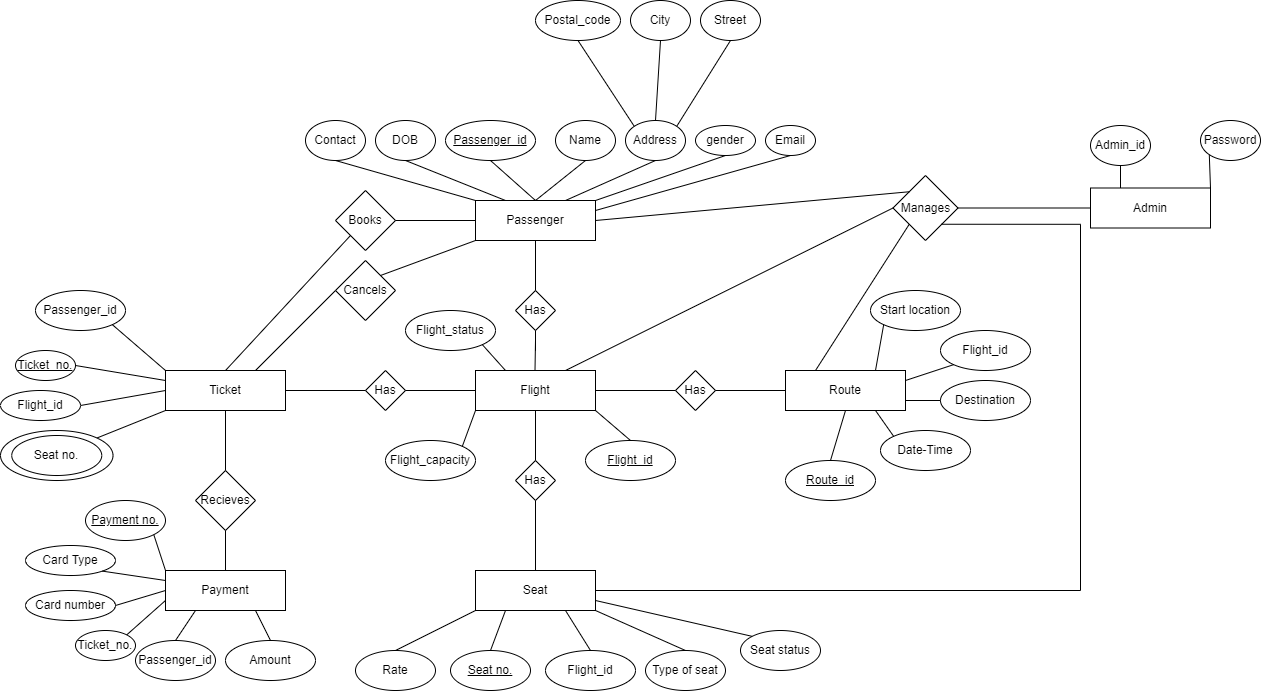 Postal_code
City
Street
Contact
DOB
Passenger_id
Name
Address
gender
Email
Admin_id
Password
Books
Passenger
Manages
Admin
Cancels
Passenger_id
Has
Start location
Flight_status
Flight_id
Ticket_no.
Ticket
Has
Flight
Has
Route
Destination
Flight_id
Seat no.
Flight_capacity
Flight_id
Date-Time
Has
Route_id
Recieves
Payment no.
Card Type
Payment
Seat
Card number
Ticket_no.
Passenger_id
Amount
Rate
Seat no.
Flight_id
Type of seat
Seat status